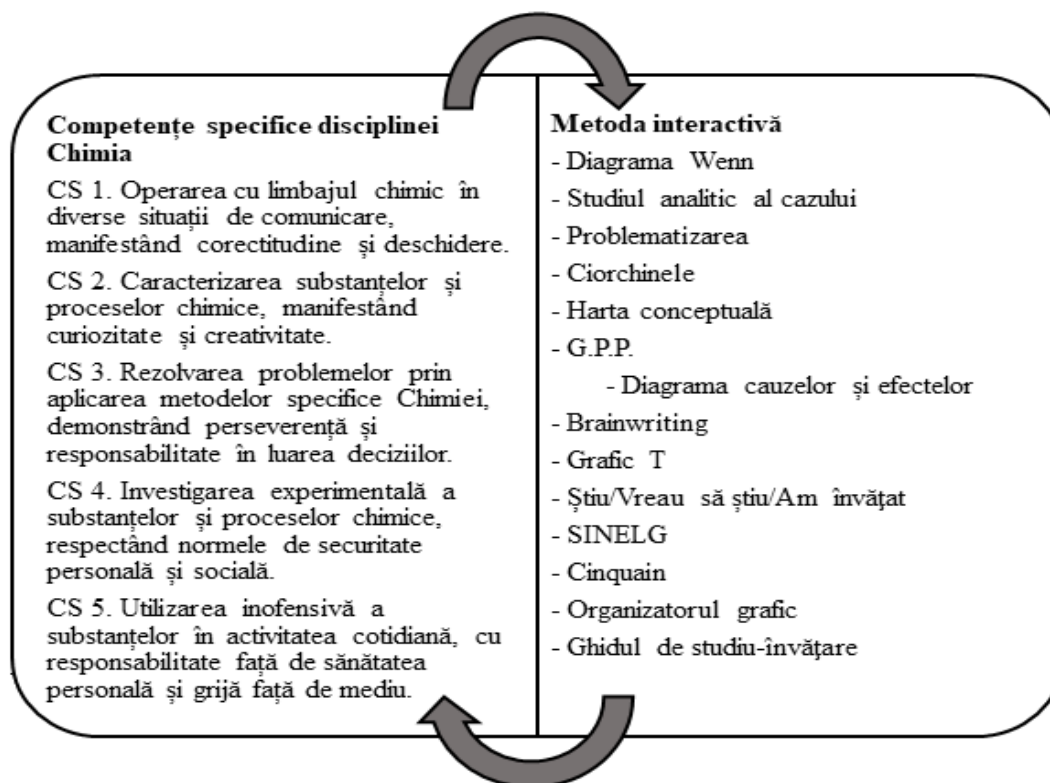 Competențe specifice disciplinei
Chimia
CS 1. Operarea cu limbajul chimic în
diverse situații de comunicare,
manifestând corectitudine și deschidere.
CS 2. Caracterizarea substanțelor și
proceselor chimice, manifestând
curiozitate și creativitate.
CS 3. Rezolvarea problemelor prin
aplicarea metodelor specifice Chimiei,
demonstrând perseverență și
responsabilitate în luarea deciziilor.
CS 4. Investigarea experimentală a
substanțelor și proceselor chimice,
respectând normele de securitate
personală și socială.
CS 5. Utilizarea inofensivă a
substanțelor în activitatea cotidiană, cu
responsabilitate față de sănătatea
personală și grijă față de mediu.
Metoda interactivă
- Diagrama Wenn
- Studiul analitic al cazului
- Problematizarea
- Ciorchinele
- Harta conceptuală
- G.P.P.
- Diagrama cauzelor și efectelor
- Brainwriting
- Grafic T
- Știu/Vreau să știu/Am învățat
- SINELG
- Cinquain
- Organizatorul grafic
- Ghidul de studiu-învăţare